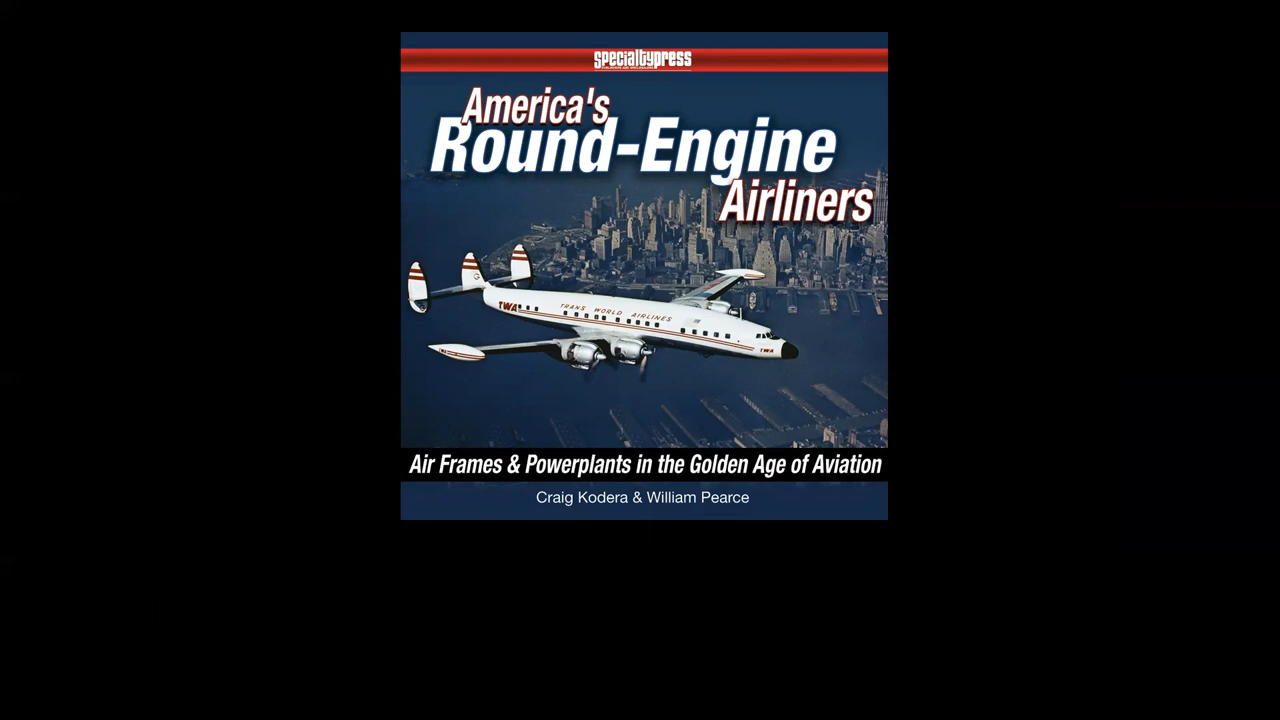 specialtypress
America's
Round-Engine
Airliners
TRANS WORLD AIRLINES
TWA
TWA
Air Frames & Powerplants in the Golden Age of Aviation
Craig Kodera & William Pearce